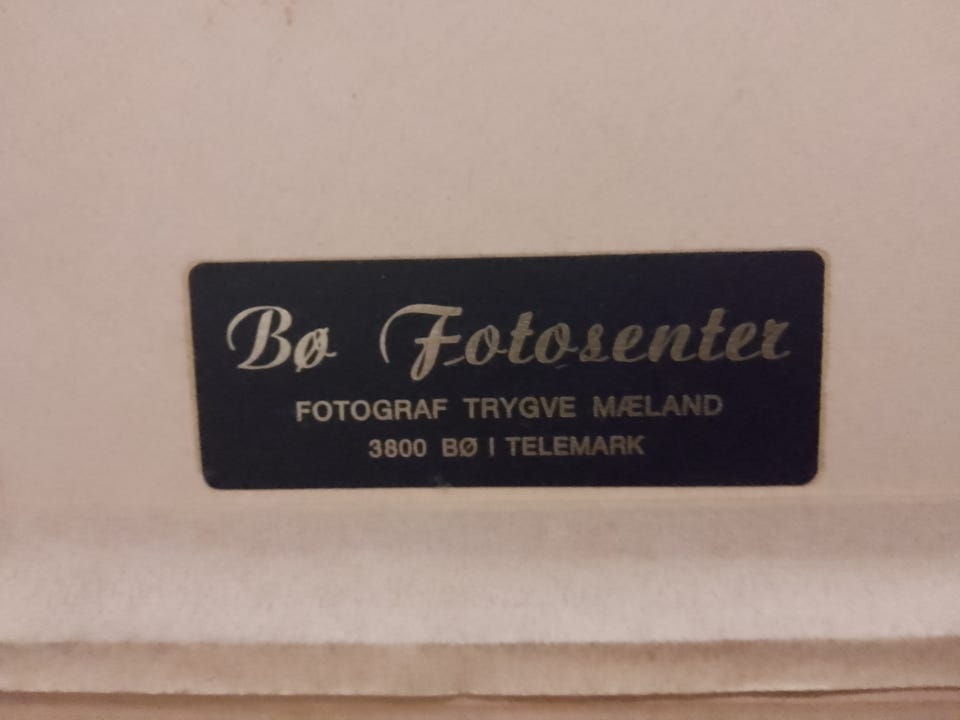 Bø Fotosenter
FOTOGRAF TRYGVE MÆLAND
3800 BØ I TELEMARK